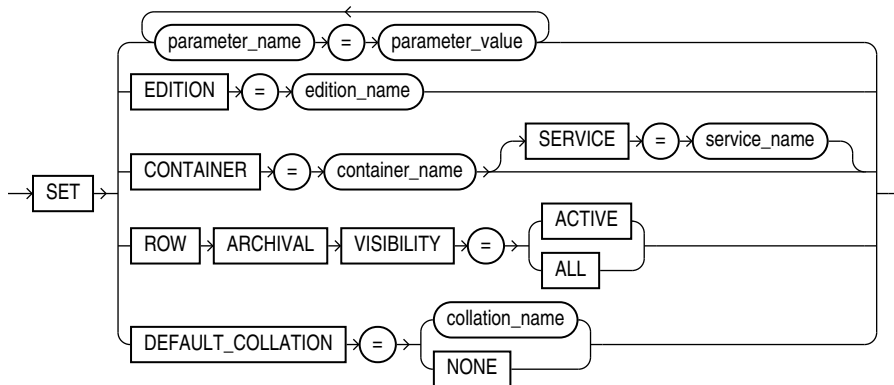 parameter_name = parameter_value
EDITION = edition_name
SERVICE = service_name
CONTAINER = container_name
SET
ROW ARCHIVAL VISIBILITY =
ACTIVE
ALL
DEFAULT_COLLATION =
collation_name
NONE